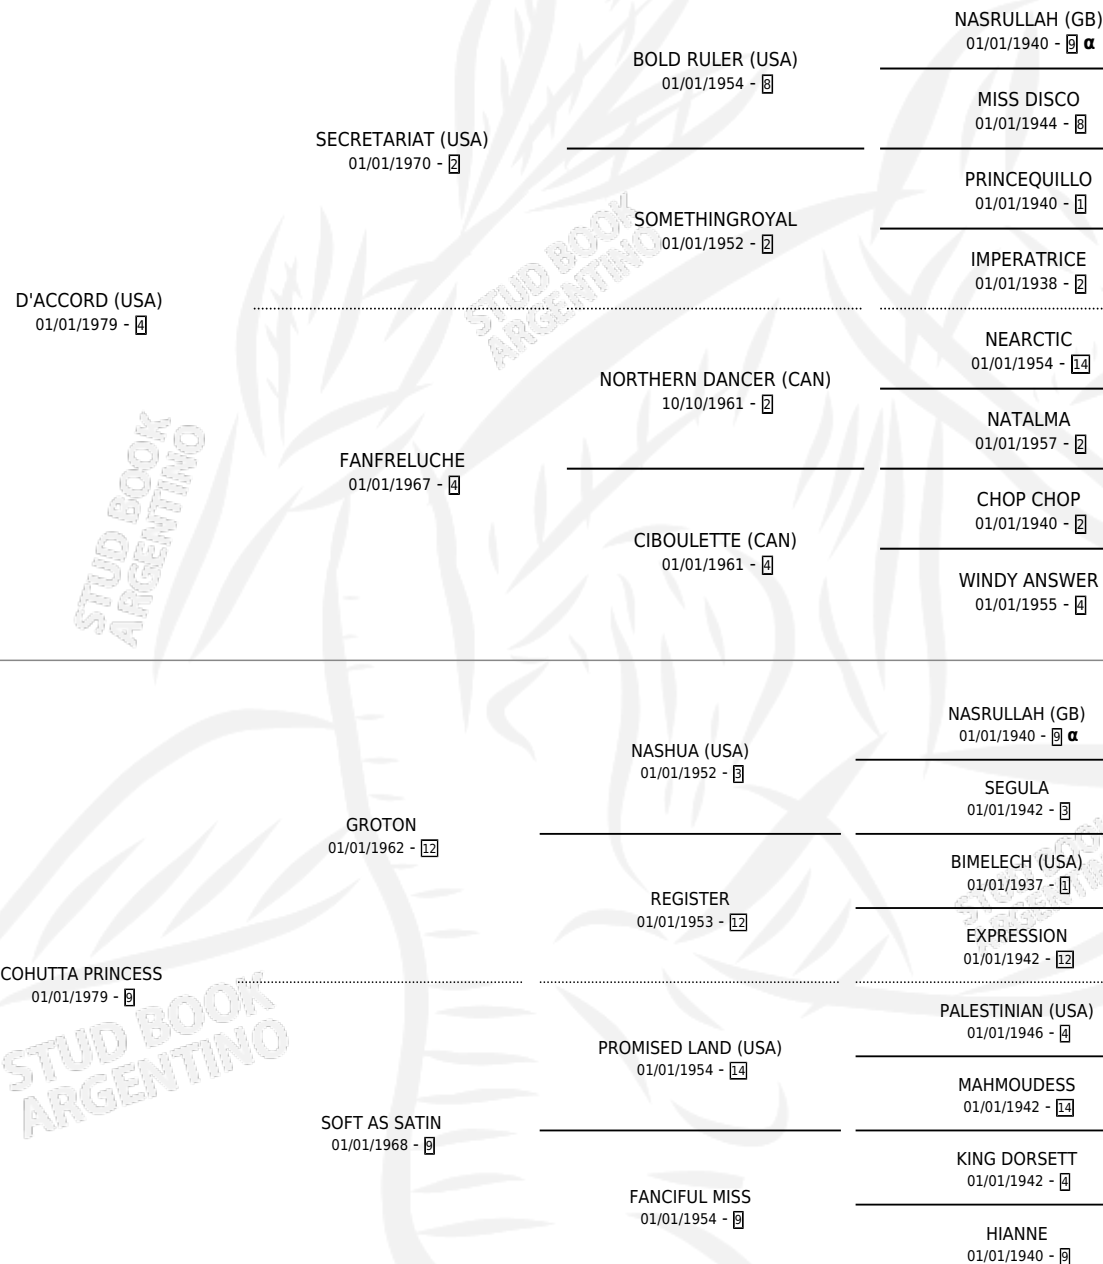 NASRULLAH (GB)
01/01/1940 - 9 α
BOLD RULER (USA)
01/01/1954 - 8
MISS DISCO
01/01/1944 - 8
SECRETARIAT (USA)
01/01/1970 - 2
PRINCEQUILLO
01/01/1940 - 1
SOMETHINGROYAL
01/01/1952 - 2
IMPERATRICE
01/01/1938 - 2
D'ACCORD (USA)
01/01/1979 - 4
NEARCTIC
01/01/1954 - 14
NORTHERN DANCER (CAN)
10/10/1961 - 2
NATALMA
01/01/1957 - 2
FANFRELUCHE
01/01/1967 - 4
CHOP CHOP
01/01/1940 - 2
CIBOULETTE (CAN)
01/01/1961 - 4
WINDY ANSWER
01/01/1955 - 4
STUD BOOK
ARGENTINO
STUD BOOK
ARGENTINO
NASRULLAH (GB)
01/01/1940 - 9 α
NASHUA (USA)
01/01/1952 - 3
SEGULA
01/01/1942 - 3
GROTON
01/01/1962 - 12
BIMELECH (USA)
01/01/1937 - 1
REGISTER
01/01/1953 - 12
EXPRESSION
01/01/1942 - 12
COHUTTA PRINCESS
01/01/1979 - 9
PALESTINIAN (USA)
01/01/1946 - 4
PROMISED LAND (USA)
01/01/1954 - 14
MAHMOUDESS
01/01/1942 - 14
SOFT AS SATIN
01/01/1968 - 9
KING DORSETT
01/01/1942 - 4
FANCIFUL MISS
01/01/1954 - 9
HIANNE
01/01/1940 - 9
STUD BOOK
ARGENTINO
STUD BOOK
ARGENTINO